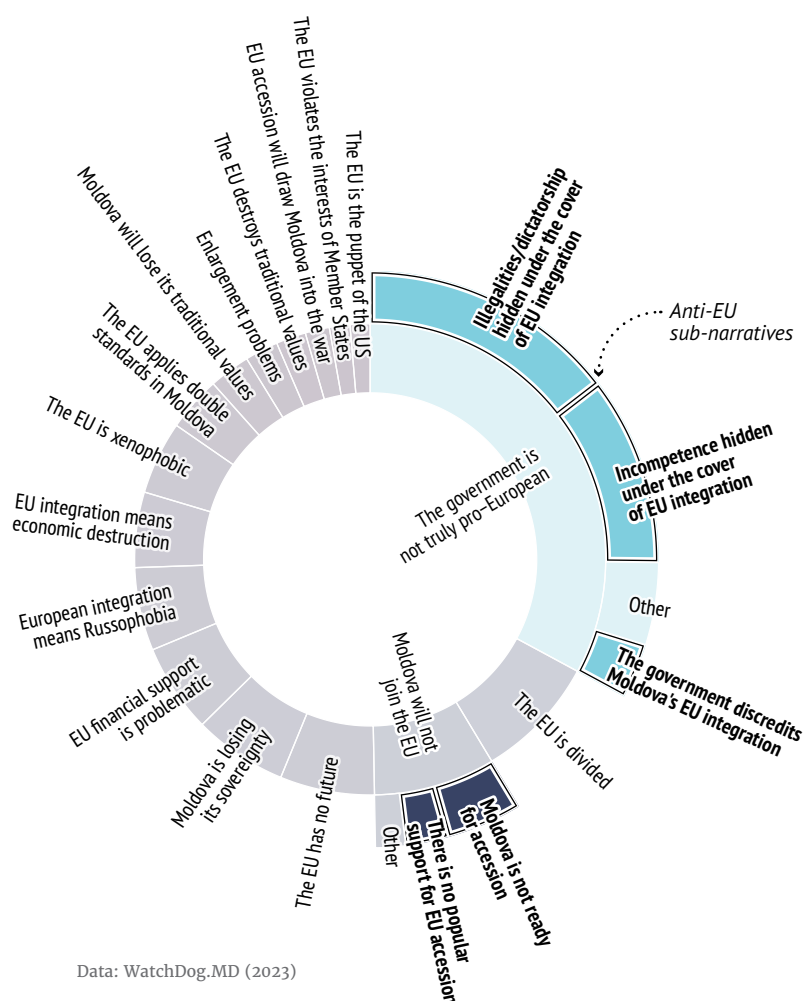 The EU violates the interests of Member States
EU accession will draw Moldova into the war
The EU destroys traditional values
The EU is the puppet of the US
Moldova will lose its traditional values
Enlargement problems
The EU applies double
standards in Moldova
The EU is xenophobic
EU integration means
economic destruction
European integration
means Russophobia
EU financial support
is problematic
Moldova is losing
its sovereignty
The EU has no future
Illegalities/dictatorship
hidden under the cover
of EU integration
Anti-EU
sub-narratives
Incompetence hidden
under the cover
of EU integration
The government is
not truly pro–European
Other
The government discredits
Moldova's EU integration
The EU is divided
Moldova will not
join the EU
Moldova is not ready
for accession
There is no popular
support for EU accession
Other
Data: WatchDog.MD (2023)